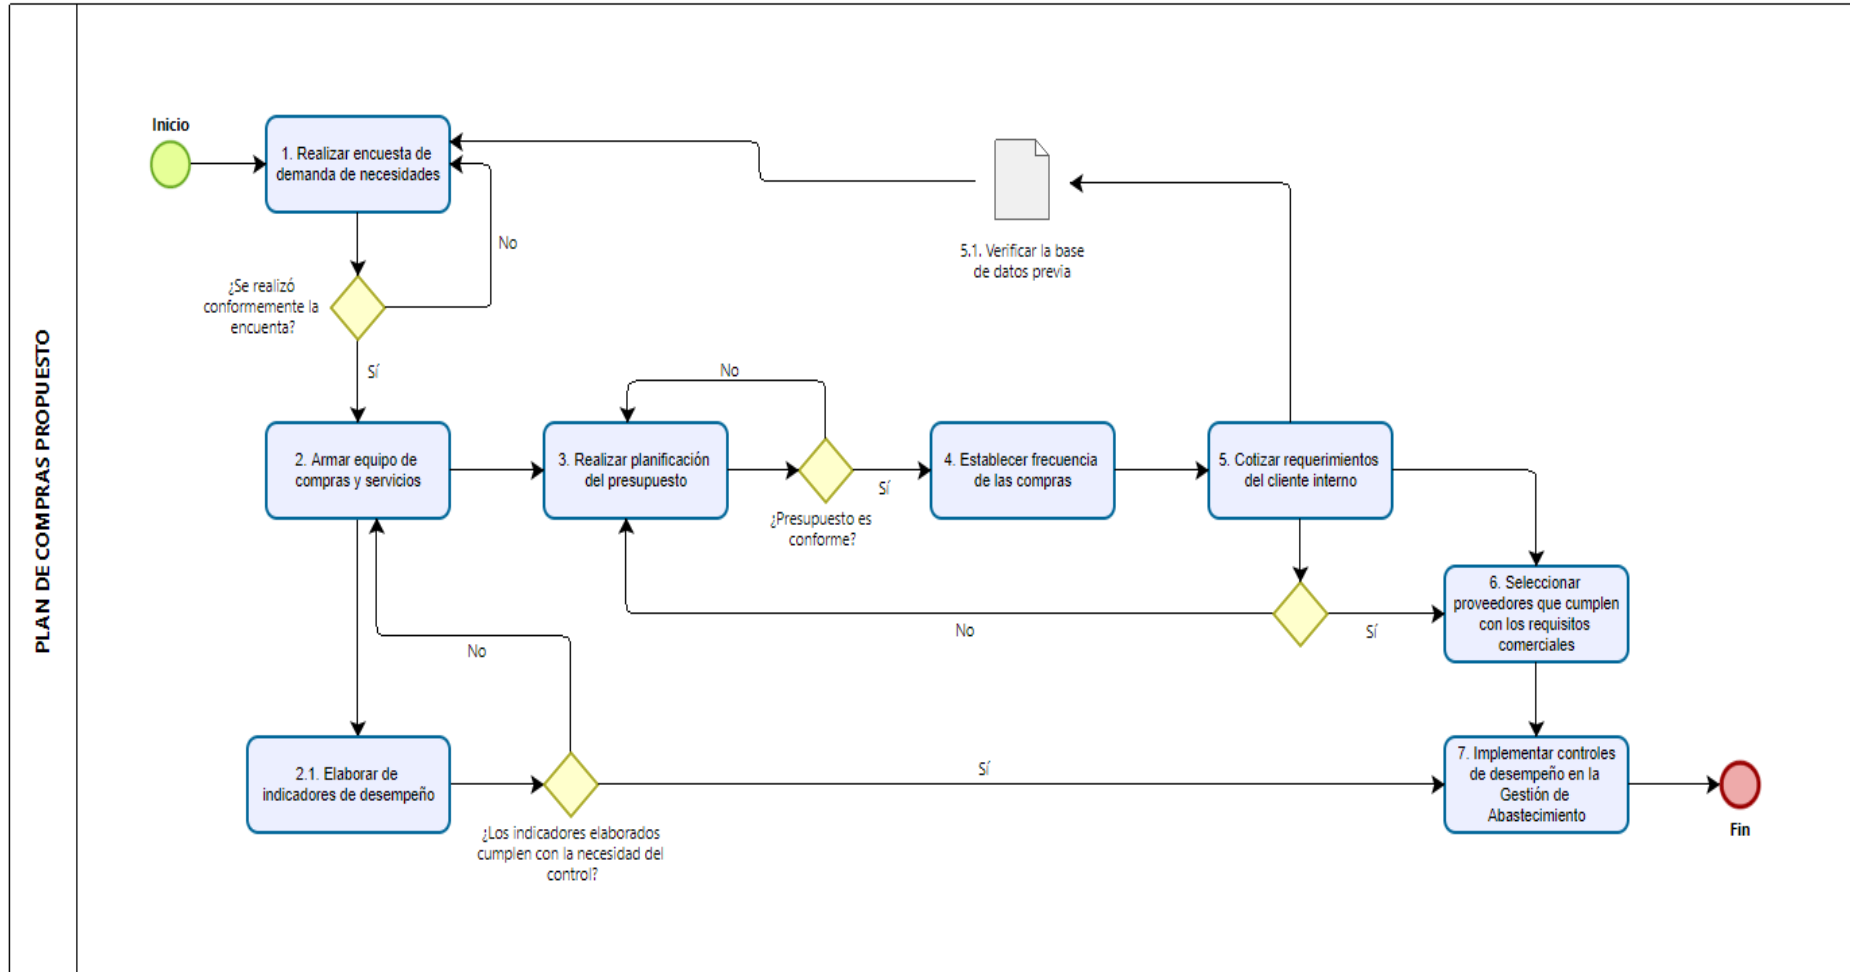 PLAN DE COMPRAS PROPUESTO
Inicio
1. Realizar encuesta de
demanda de necesidades
No
¿Se realizó
conformemente la
encuenta?
Sí
5.1. Verificar la base
de datos previa
2. Armar equipo de
compras y servicios
3. Realizar planificación
del presupuesto
No
¿Presupuesto es
conforme?
Sí
4. Establecer frecuencia
de las compras
5. Cotizar requerimientos
del cliente interno
No
Sí
6. Seleccionar
proveedores que cumplen
con los requisitos
comerciales
No
2.1. Elaborar de
indicadores de desempeño
¿Los indicadores elaborados
cumplen con la necesidad del
control?
Sí
7. Implementar controles
de desempeño en la
Gestión de
Abastecimiento
Fin